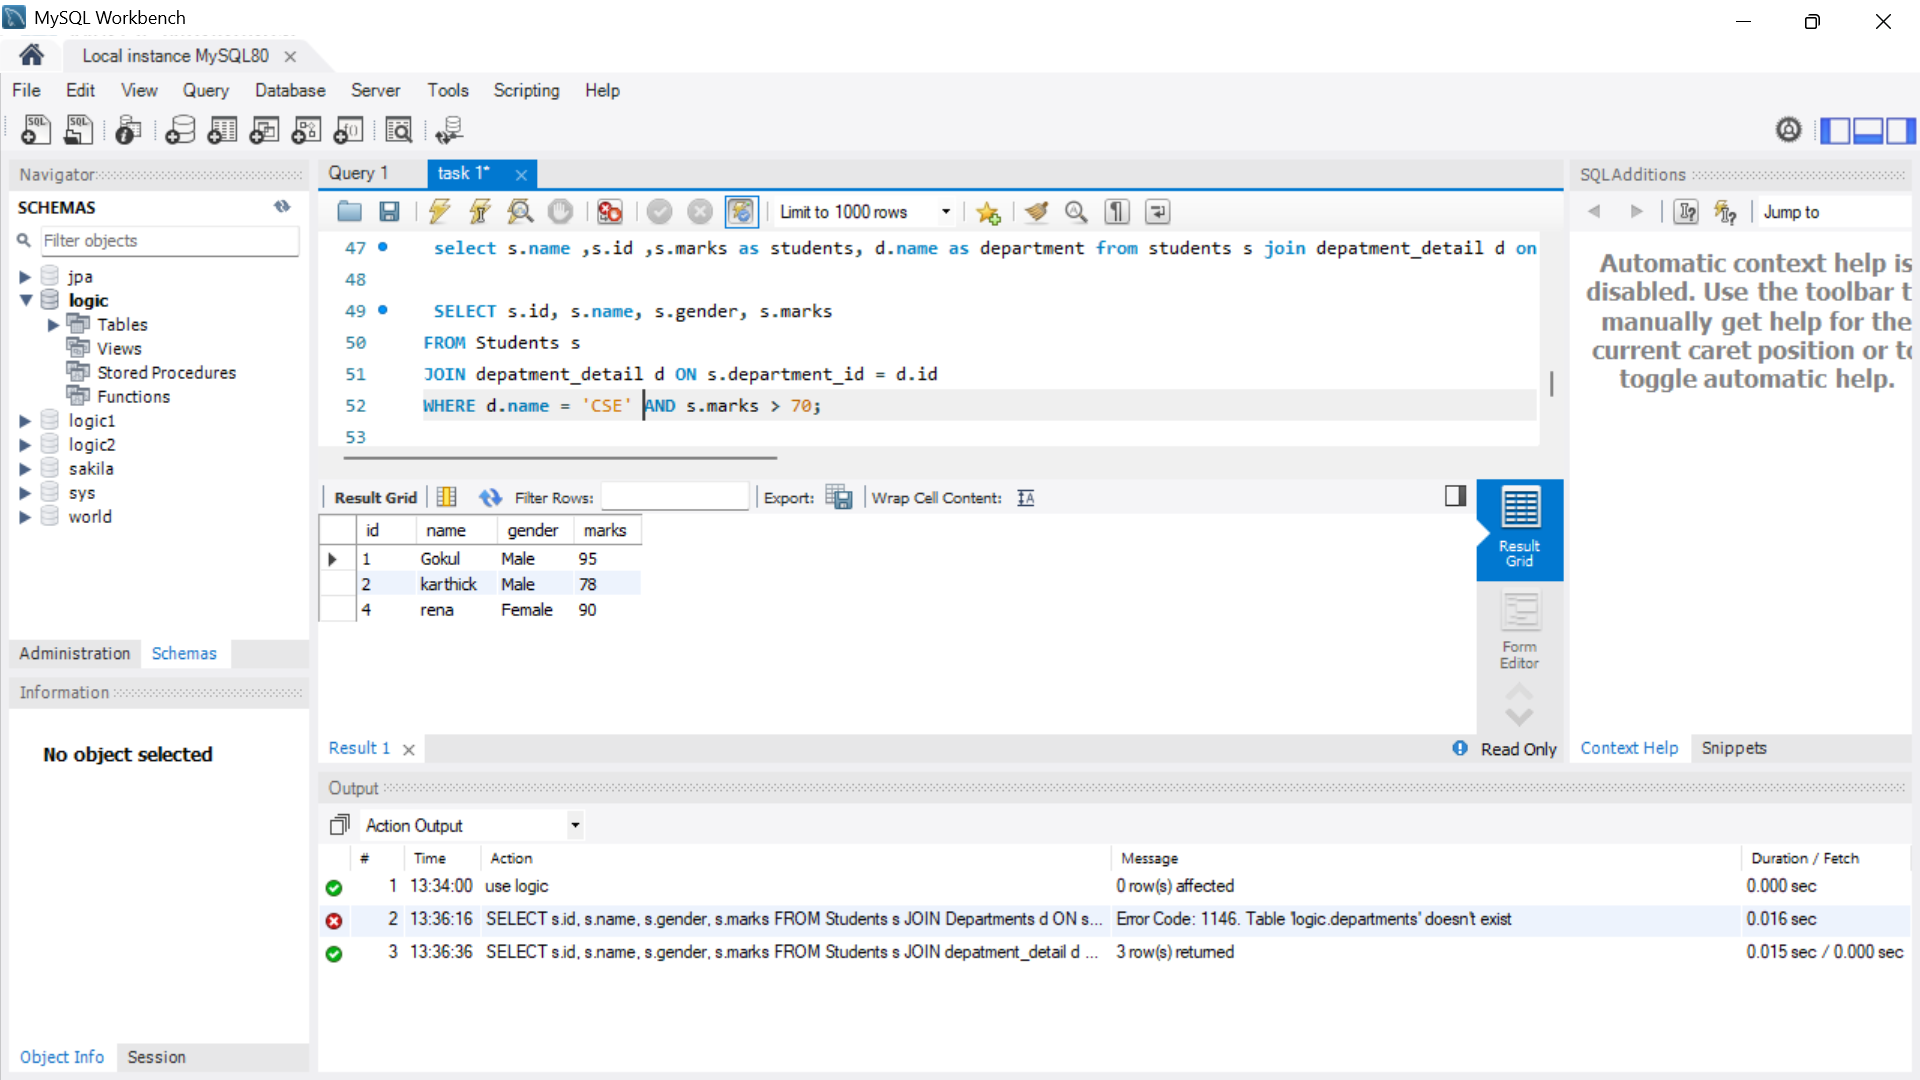 MySQL Workbench
Local instance MySQL80
File Edit View Query Database Server Tools Scripting Help
Navigator
SCHEMAS
Filter objects
jpa
logic
Tables
Views
Stored Procedures
Functions
logic1
logic2
sakila
sys
world
Administration Schemas
Information
No object selected
Object Info Session
Query 1 task 1*
Limit to 1000 rows
47 select s.name ,s.id ,s.marks as students, d.name as department from students s join depatment_detail d on
48
49 SELECT s.id, s.name, s.gender, s.marks
50 FROM Students s
51 JOIN depatment_detail d ON s.department_id = d.id
52 WHERE d.name = 'CSE' AND s.marks > 70;
53
Result Grid Filter Rows: Export: Wrap Cell Content:
id name gender marks
1 Gokul Male 95
2 karthick Male 78
4 rena Female 90
Result
Grid
Form
Editor
Result 1 Read Only
SQLAdditions
Jump to
Automatic context help is
disabled. Use the toolbar t
manually get help for the
current caret position or to
toggle automatic help.
Context Help Snippets
Output
Action Output
# Time Action Message Duration / Fetch
1 13:34:00 use logic 0 row(s) affected 0.000 sec
2 13:36:16 SELECT s.id, s.name, s.gender, s.marks FROM Students s JOIN Departments d ON s... Error Code: 1146. Table 'logic.departments' doesn't exist 0.016 sec
3 13:36:36 SELECT s.id, s.name, s.gender, s.marks FROM Students s JOIN depatment_detail d ... 3 row(s) returned 0.015 sec / 0.000 sec